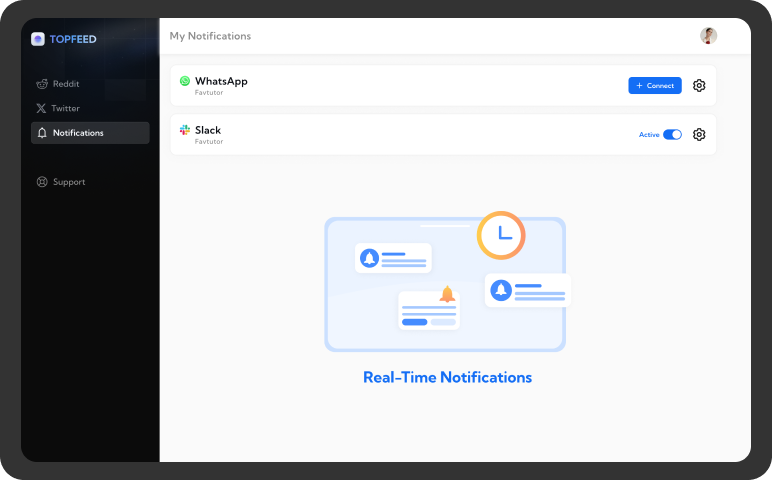 TOPFEED
My Notifications
Reddit
Twitter
Notifications
Support
WhatsApp
Favtutor
+ Connect
Slack
Favtutor
Active
Real-Time Notifications